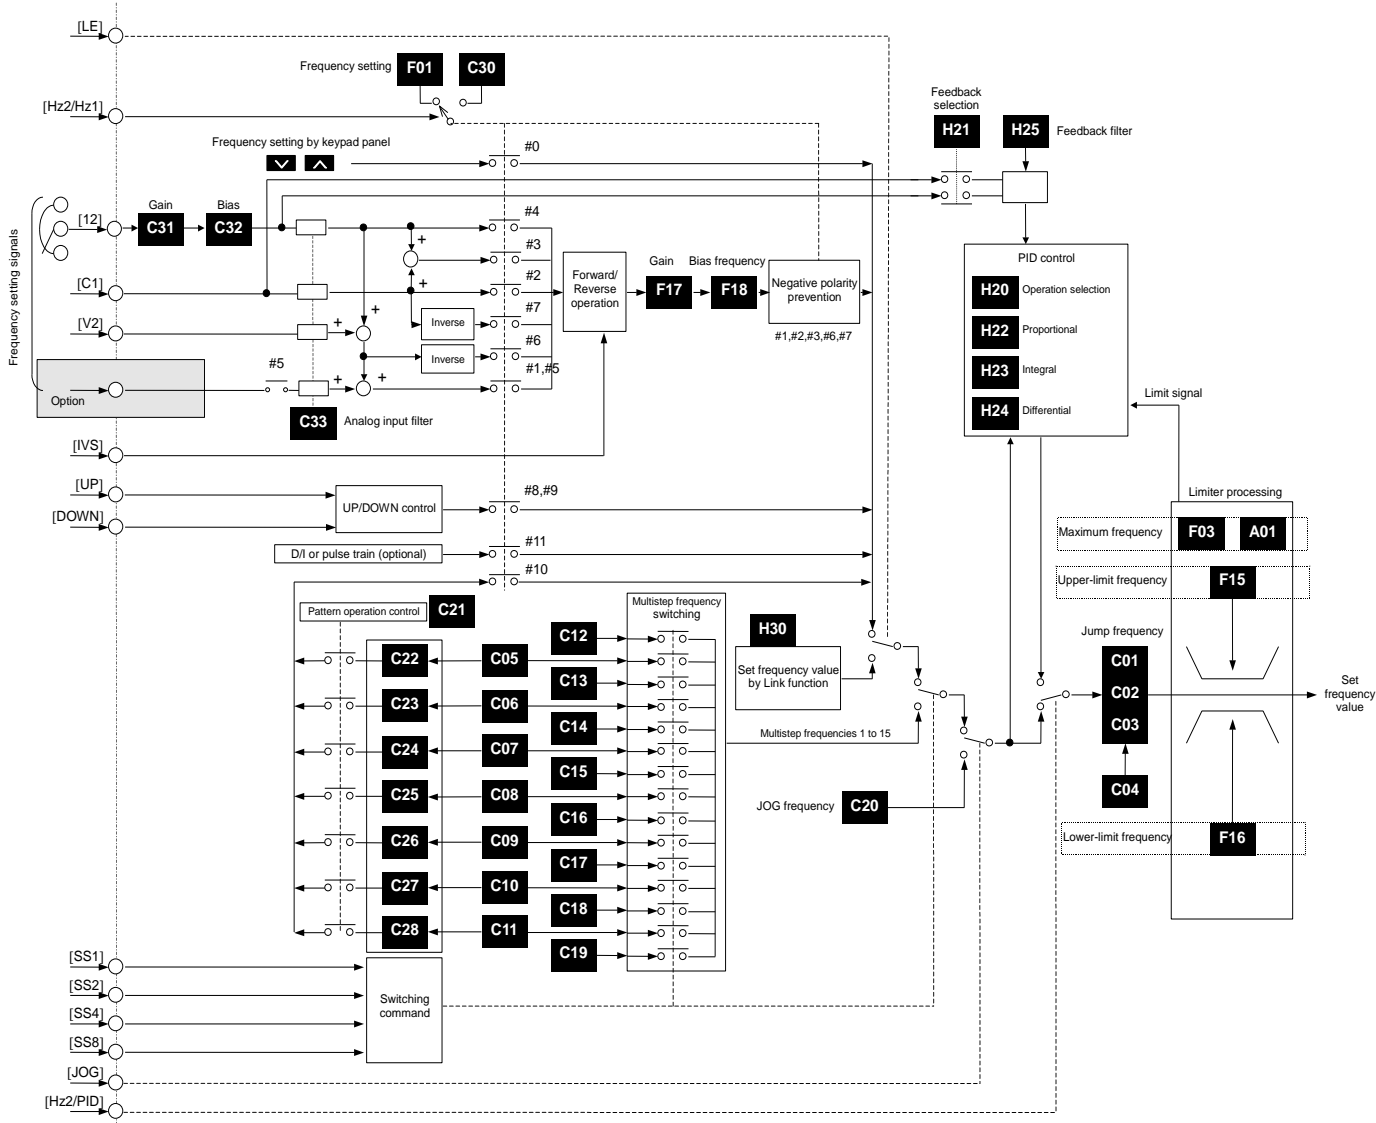 [LE]
Frequency setting
F01
C30
[Hz2/Hz1]
Frequency setting by keypad panel
#0
Feedback
selection
H21
H25
Feedback filter
Frequency setting signals
[12]
Gain
C31
Bias
C32
#4
#3
[C1]
#2
[V2]
#7
#6
#5
#1,#5
+
+
+
+
+
+
Inverse
Inverse
Option
C33
Analog input filter
Forward/
Reverse
operation
Gain
F17
Bias frequency
F18
Negative polarity
prevention
#1,#2,#3,#6,#7
PID control
H20
Operation selection
H22
Proportional
H23
Integral
H24
Differential
Limit signal
[IVS]
[UP]
[DOWN]
UP/DOWN control
#8,#9
D/I or pulse train (optional)
#11
#10
Limiter processing
Maximum frequency
F03
A01
Upper-limit frequency
F15
Pattern operation control
C21
Multistep frequency
switching
C12
C22
C05
C13
C23
C06
C14
C24
C07
C15
C25
C08
C16
C26
C09
C17
C27
C10
C18
C28
C11
C19
H30
Set frequency value
by Link function
Multistep frequencies 1 to 15
JOG frequency
C20
Jump frequency
C01
C02
C03
C04
Set
frequency
value
Lower-limit frequency
F16
[SS1]
[SS2]
[SS4]
[SS8]
Switching
command
[JOG]
[Hz2/PID]